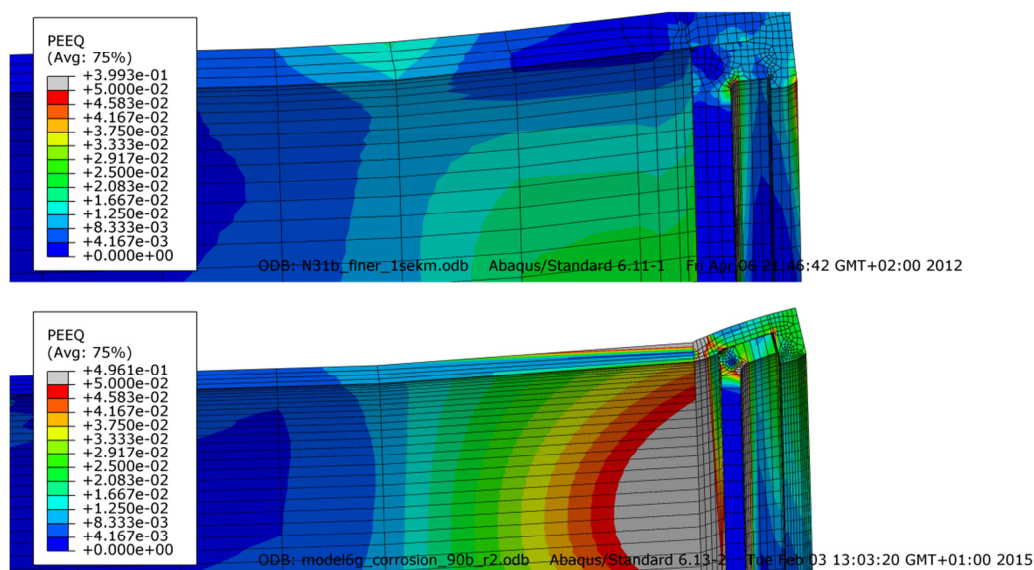 PEEQ
(Avg: 75%)
+3.993e-01
+5.000e-02
+4.583e-02
+4.167e-02
+3.750e-02
+3.333e-02
+2.917e-02
+2.500e-02
+2.083e-02
+1.667e-02
+1.250e-02
+8.333e-03
+4.167e-03
+0.000e+00
ODB: N31b_finer_1sekm.odb Abaqus/Standard 6.11-1 Fri Apr 06 21:46:42 GMT+02:00 2012
PEEQ
(Avg: 75%)
+4.961e-01
+5.000e-02
+4.583e-02
+4.167e-02
+3.750e-02
+3.333e-02
+2.917e-02
+2.500e-02
+2.083e-02
+1.667e-02
+1.250e-02
+8.333e-03
+4.167e-03
+0.000e+00
ODB: model6g_corrosion_90b_r2.odb Abaqus/Standard 6.13-2 Tue Feb 03 13:03:20 GMT+01:00 2015